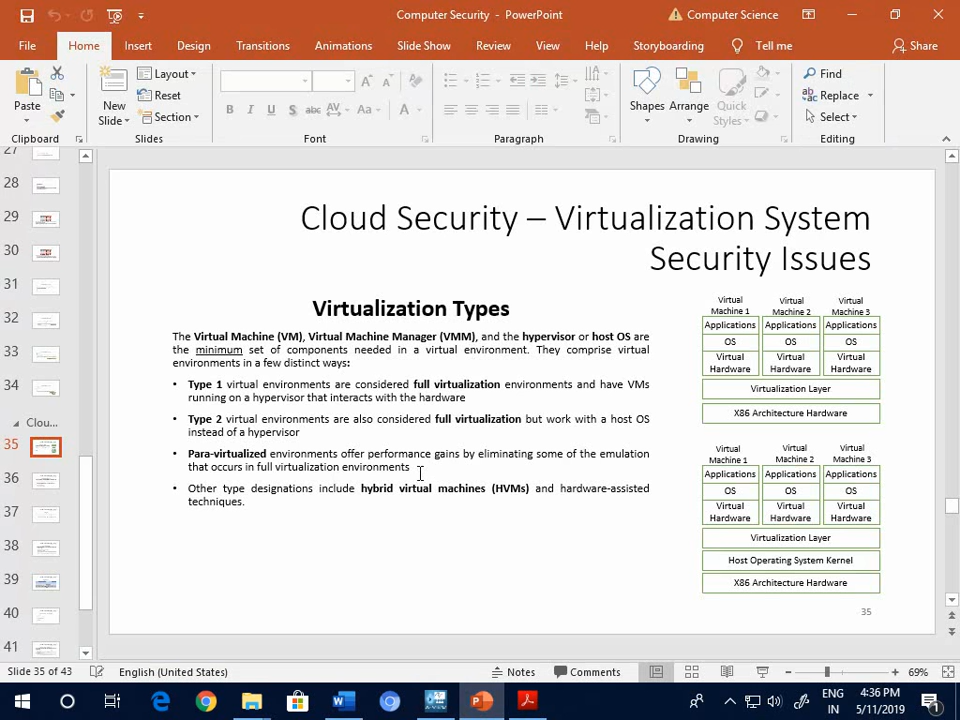 Computer Security - PowerPoint
Computer Science
File Home Insert Design Transitions Animations Slide Show Review View Help Storyboarding Tell me Share
Paste
New Slide
Layout
Reset
Section
B I U S abc AV Aa A
Shapes
Arrange
Quick Styles
Find
Replace
Select
Clipboard Slides Font Paragraph Drawing Editing
27
28
29
30
31
32
33
34
Clou...
35
36
37
38
39
40
41
Cloud Security – Virtualization System
Security Issues
Virtualization Types
The Virtual Machine (VM), Virtual Machine Manager (VMM), and the hypervisor or host OS are
the minimum set of components needed in a virtual environment. They comprise virtual
environments in a few distinct ways:
• Type 1 virtual environments are considered full virtualization environments and have VMs
running on a hypervisor that interacts with the hardware
• Type 2 virtual environments are also considered full virtualization but work with a host OS
instead of a hypervisor
• Para-virtualized environments offer performance gains by eliminating some of the emulation
that occurs in full virtualization environments
• Other type designations include hybrid virtual machines (HVMs) and hardware-assisted
techniques.
Virtual Machine 1 Virtual Machine 2 Virtual Machine 3
Applications Applications Applications
OS OS OS
Virtual Hardware Virtual Hardware Virtual Hardware
Virtualization Layer
X86 Architecture Hardware
Virtual Machine 1 Virtual Machine 2 Virtual Machine 3
Applications Applications Applications
OS OS OS
Virtual Hardware Virtual Hardware Virtual Hardware
Virtualization Layer
Host Operating System Kernel
X86 Architecture Hardware
35
Slide 35 of 43 English (United States) Notes Comments 69%
ENG
IN
4:36 PM
5/11/2019
1